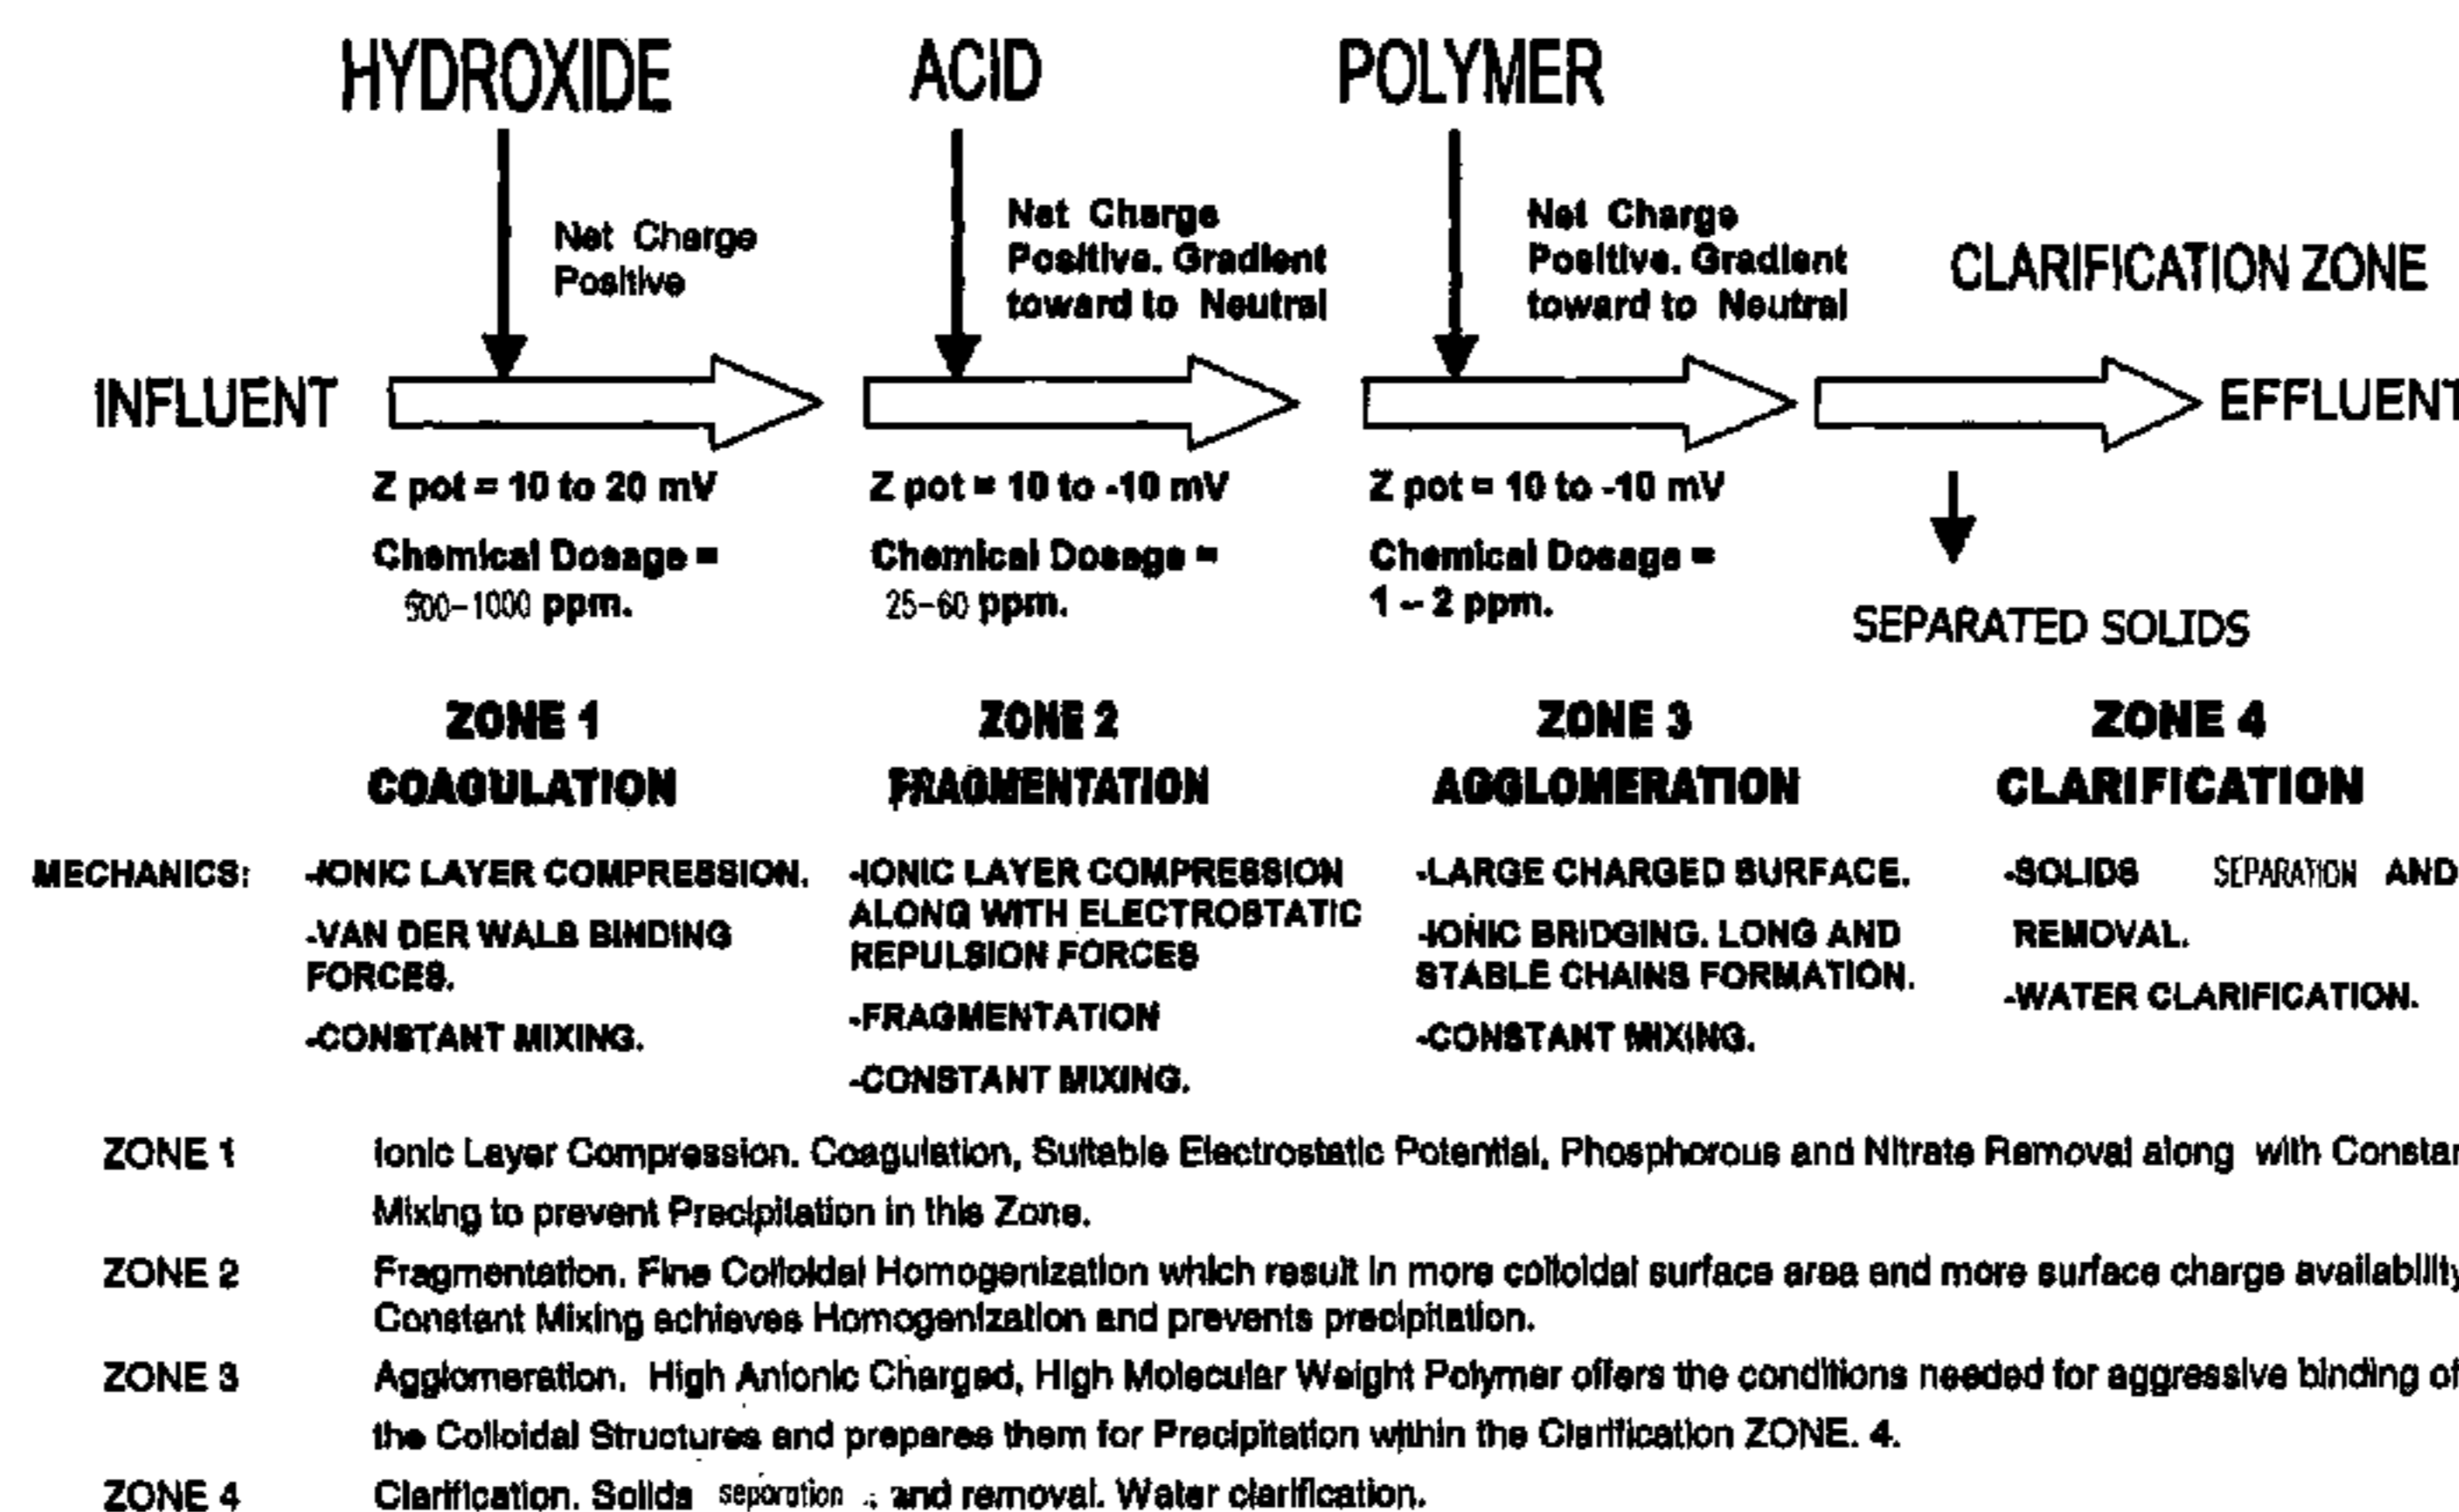 HYDROXIDE
ACID
POLYMER
Net Charge
Positive
Net Charge
Positive. Gradient
toward to Neutral
Net Charge
Positive. Gradient
toward to Neutral
CLARIFICATION ZONE
INFLUENT
EFFLUENT
Z pot = 10 to 20 mV
Z pot = 10 to -10 mV
Z pot = 10 to -10 mV
Chemical Dosage =
500-1000 ppm.
Chemical Dosage =
25-60 ppm.
Chemical Dosage =
1 -- 2 ppm.
SEPARATED SOLIDS
ZONE 1
ZONE 2
ZONE 3
ZONE 4
COAGULATION
FRAGMENTATION
AGGLOMERATION
CLARIFICATION
MECHANICS:
-IONIC LAYER COMPRESSION.
-VAN DER WALS BINDING
FORCES.
-CONSTANT MIXING.
-IONIC LAYER COMPRESSION
ALONG WITH ELECTROSTATIC
REPULSION FORCES
-FRAGMENTATION
-CONSTANT MIXING.
-LARGE CHARGED SURFACE.
-IONIC BRIDGING. LONG AND
STABLE CHAINS FORMATION.
-CONSTANT MIXING.
-SOLIDS SEPARATION AND
REMOVAL.
-WATER CLARIFICATION.
ZONE 1 Ionic Layer Compression. Coagulation, Suitable Electrostatic Potential, Phosphorous and Nitrate Removal along with Constan
Mixing to prevent Precipitation in this Zone.
ZONE 2 Fragmentation. Fine Colloidal Homogenization which result in more colloidal surface area and more surface charge availability
Constant Mixing achieves Homogenization and prevents precipitation.
ZONE 3 Agglomeration. High Anionic Charged, High Molecular Weight Polymer offers the conditions needed for aggressive binding of
the Colloidal Structures and prepares them for Precipitation within the Clarification ZONE. 4.
ZONE 4 Clarification. Solids separation and removal. Water clarification.